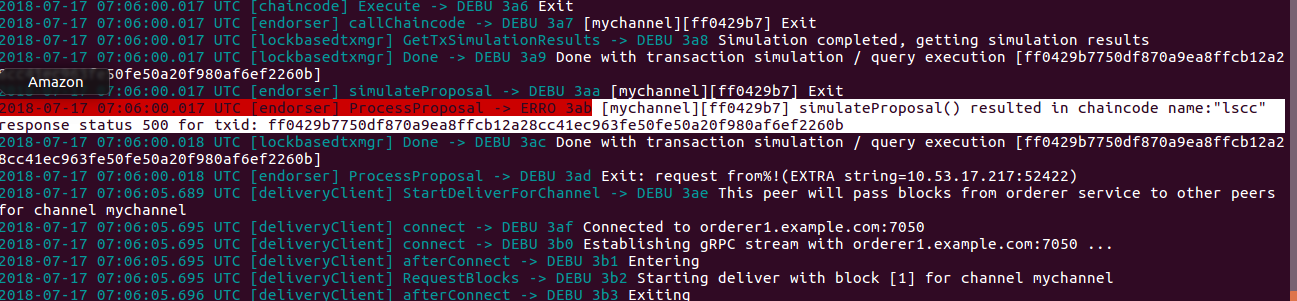 2018-07-17 07:06:00.017 UTC [chaincode] Execute -> DEBU 3a6 Exit
2018-07-17 07:06:00.017 UTC [endorser] callChaincode -> DEBU 3a7 [mychannel][ff0429b7] Exit
2018-07-17 07:06:00.017 UTC [lockbasedtxmgr] GetTxSimulationResults -> DEBU 3a8 Simulation completed, getting simulation results
2018-07-17 07:06:00.017 UTC [lockbasedtxmgr] Done -> DEBU 3a9 Done with transaction simulation / query execution [ff0429b7750df870a9ea8ffcb12a2
50fe50fe50a20f980af6ef2260b]
Amazon
2018-07-17 07:06:00.017 UTC [endorser] simulateProposal -> DEBU 3aa [mychannel][ff0429b7] Exit
2018-07-17 07:06:00.017 UTC [endorser] ProcessProposal -> ERRO 3ab [mychannel][ff0429b7] simulateProposal() resulted in chaincode name:"lscc"
response status 500 for txid: ff0429b7750df870a9ea8ffcb12a28cc41ec963fe50fe50a20f980af6ef2260b
2018-07-17 07:06:00.018 UTC [lockbasedtxmgr] Done -> DEBU 3ac Done with transaction simulation / query execution [ff0429b7750df870a9ea8ffcb12a2
8cc41ec963fe50fe50a20f980af6ef2260b]
2018-07-17 07:06:00.018 UTC [endorser] ProcessProposal -> DEBU 3ad Exit: request from%!(EXTRA string=10.53.17.217:52422)
2018-07-17 07:06:05.689 UTC [deliveryClient] StartDeliverForChannel -> DEBU 3ae This peer will pass blocks from orderer service to other peers
for channel mychannel
2018-07-17 07:06:05.695 UTC [deliveryClient] connect -> DEBU 3af Connected to orderer1.example.com:7050
2018-07-17 07:06:05.695 UTC [deliveryClient] connect -> DEBU 3b0 Establishing gRPC stream with orderer1.example.com:7050 ...
2018-07-17 07:06:05.695 UTC [deliveryClient] afterConnect -> DEBU 3b1 Entering
2018-07-17 07:06:05.695 UTC [deliveryClient] RequestBlocks -> DEBU 3b2 Starting deliver with block [1] for channel mychannel
2018-07-17 07:06:05.696 UTC [deliveryClient] afterConnect -> DEBU 3b3 Exiting